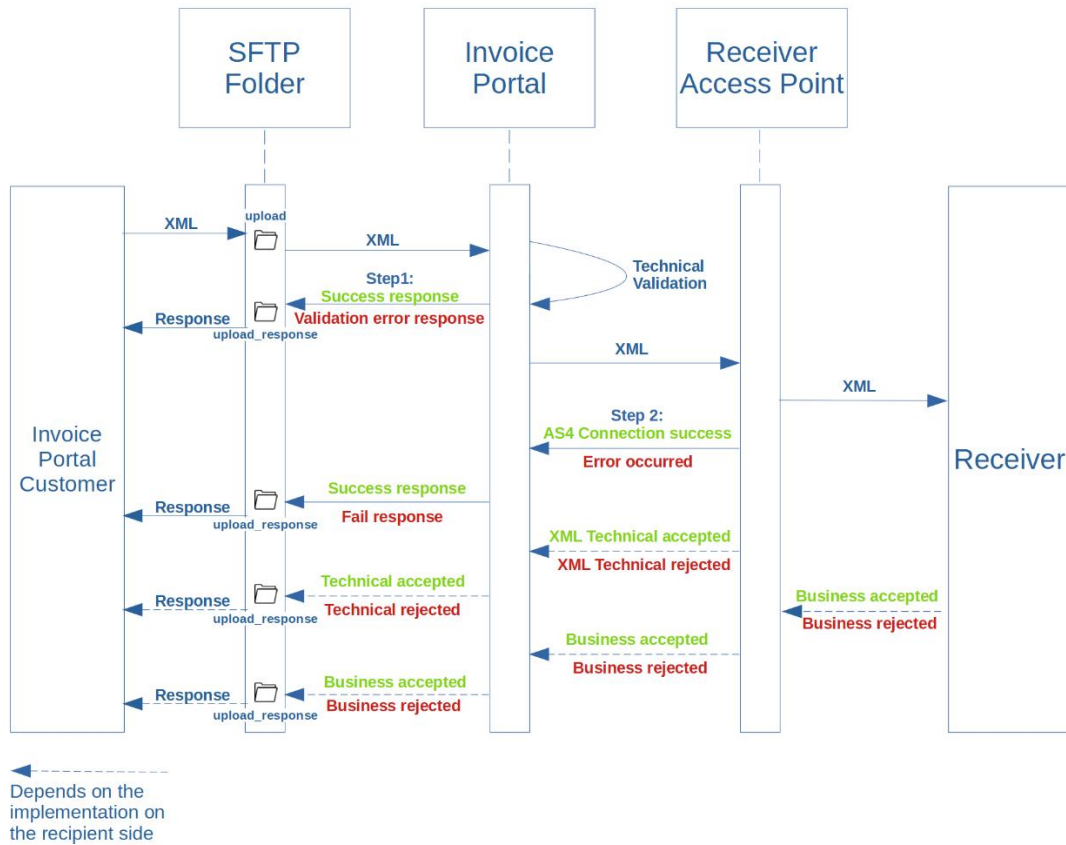 SFTP
Folder
Invoice
Portal
Receiver
Access Point
upload
XML
XML
Technical
Validation
Step1:
Success response
Validation error response
Response
upload_response
XML
XML
Step 2:
AS4 Connection success
Error occurred
Invoice
Portal
Customer
Receiver
Success response
Fail response
Response
upload_response
XML Technical accepted
XML Technical rejected
Technical accepted
Technical rejected
Response
upload_response
Business accepted
Business rejected
Business accepted
Business rejected
Business accepted
Business rejected
Response
upload_response
Depends on the
implementation on
the recipient side